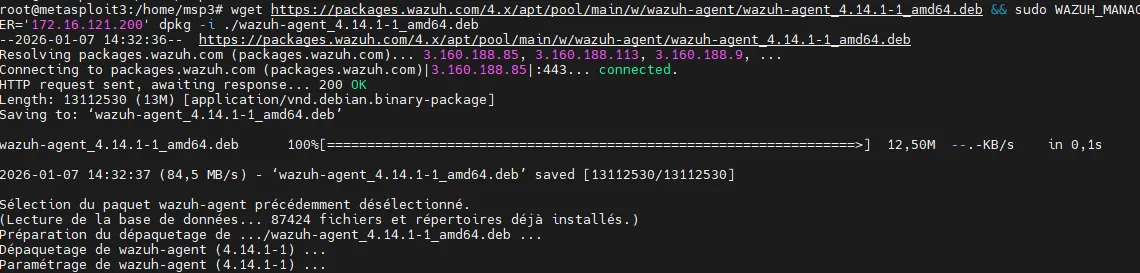 root@metasploit3:/home/msp3# wget https://packages.wazuh.com/4.x/apt/pool/main/w/wazuh-agent/wazuh-agent_4.14.1-1_amd64.deb && sudo WAZUH_MANAG
ER='172.16.121.200' dpkg -i ./wazuh-agent_4.14.1-1_amd64.deb
--2026-01-07 14:32:36--  https://packages.wazuh.com/4.x/apt/pool/main/w/wazuh-agent/wazuh-agent_4.14.1-1_amd64.deb
Resolving packages.wazuh.com (packages.wazuh.com)... 3.160.188.85, 3.160.188.113, 3.160.188.9, ...
Connecting to packages.wazuh.com (packages.wazuh.com)|3.160.188.85|:443... connected.
HTTP request sent, awaiting response... 200 OK
Length: 13112530 (13M) [application/vnd.debian.binary-package]
Saving to: ‘wazuh-agent_4.14.1-1_amd64.deb’
wazuh-agent_4.14.1-1_amd64.deb      100%[===================================================================>]  12,50M  --.-KB/s    in 0,1s
2026-01-07 14:32:37 (84,5 MB/s) - ‘wazuh-agent_4.14.1-1_amd64.deb’ saved [13112530/13112530]
Sélection du paquet wazuh-agent précédemment désélectionné.
(Lecture de la base de données... 87424 fichiers et répertoires déjà installés.)
Préparation du dépaquetage de .../wazuh-agent_4.14.1-1_amd64.deb ...
Dépaquetage de wazuh-agent (4.14.1-1) ...
Paramétrage de wazuh-agent (4.14.1-1) ...